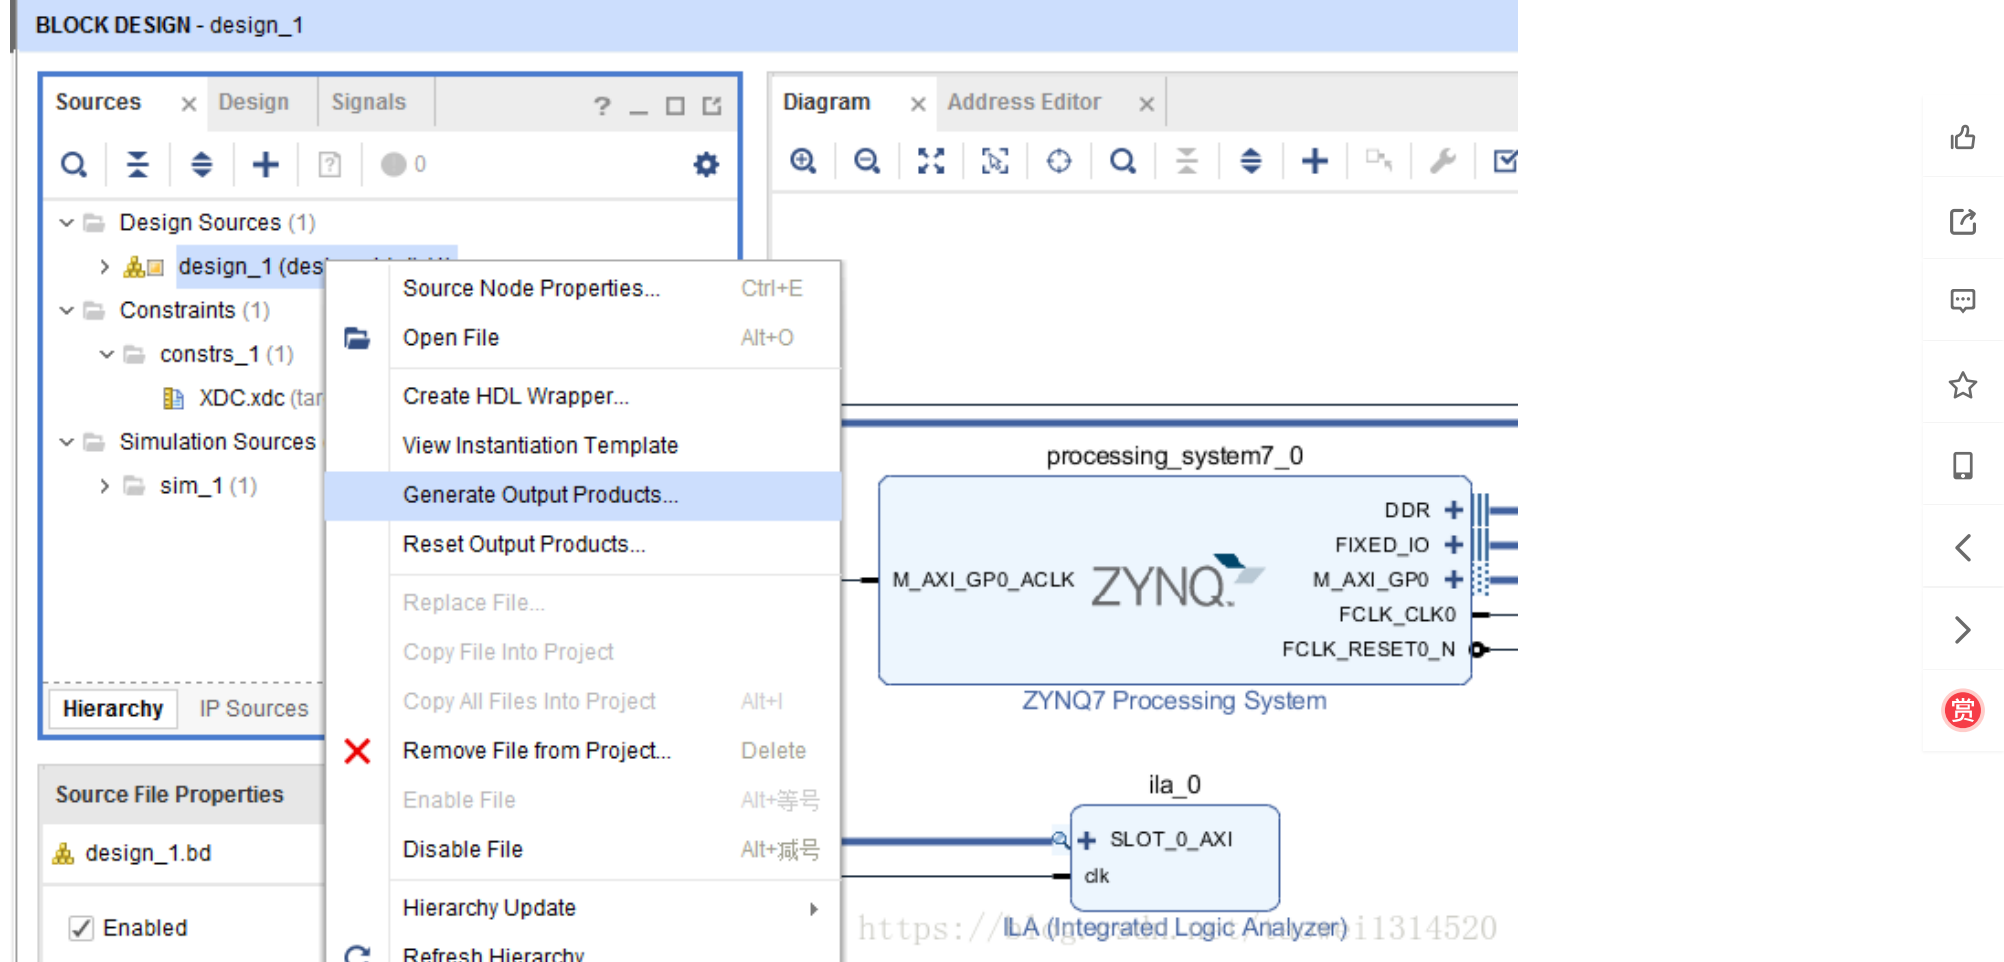 BLOCK DESIGN - design_1
Sources
Design
Signals
?
0
Design Sources (1)
design_1 (des
Constraints (1)
constrs_1 (1)
XDC.xdc (tar
Simulation Sources
sim_1 (1)
Hierarchy
IP Sources
Source File Properties
design_1.bd
Enabled
Source Node Properties... Ctrl+E
Open File Alt+O
Create HDL Wrapper...
View Instantiation Template
Generate Output Products...
Reset Output Products...
Replace File...
Copy File Into Project
Copy All Files Into Project Alt+I
Remove File from Project... Delete
Enable File Alt+等号
Disable File Alt+减号
Hierarchy Update
Refresh Hierarchy
Diagram
Address Editor
processing_system7_0
DDR
FIXED_IO
M_AXI_GP0_ACLK
ZYNQ
M_AXI_GP0
FCLK_CLK0
FCLK_RESET0_N
ZYNQ7 Processing System
ila_0
SLOT_0_AXI
clk
ILA (Integrated Logic Analyzer)
赏